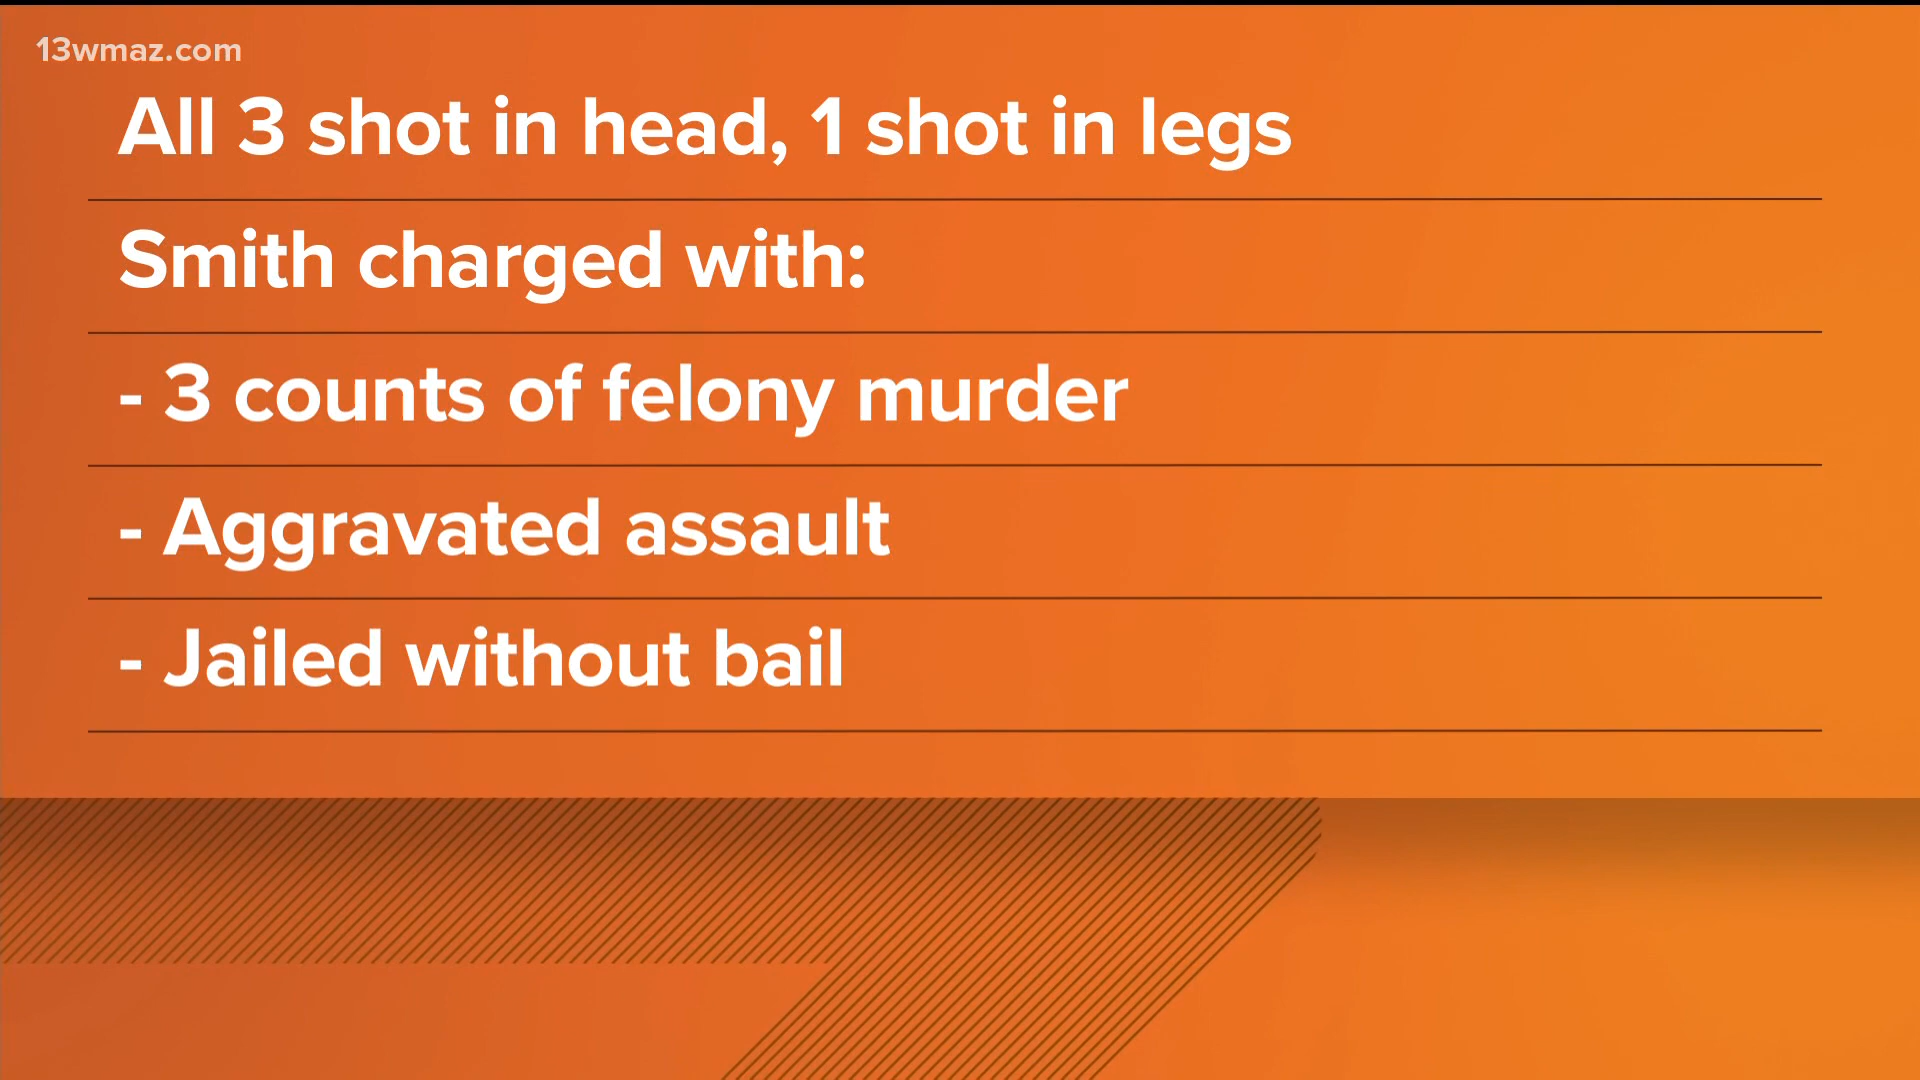 13wmaz.com
All 3 shot in head, 1 shot in legs
Smith charged with:
- 3 counts of felony murder
- Aggravated assault
- Jailed without bail